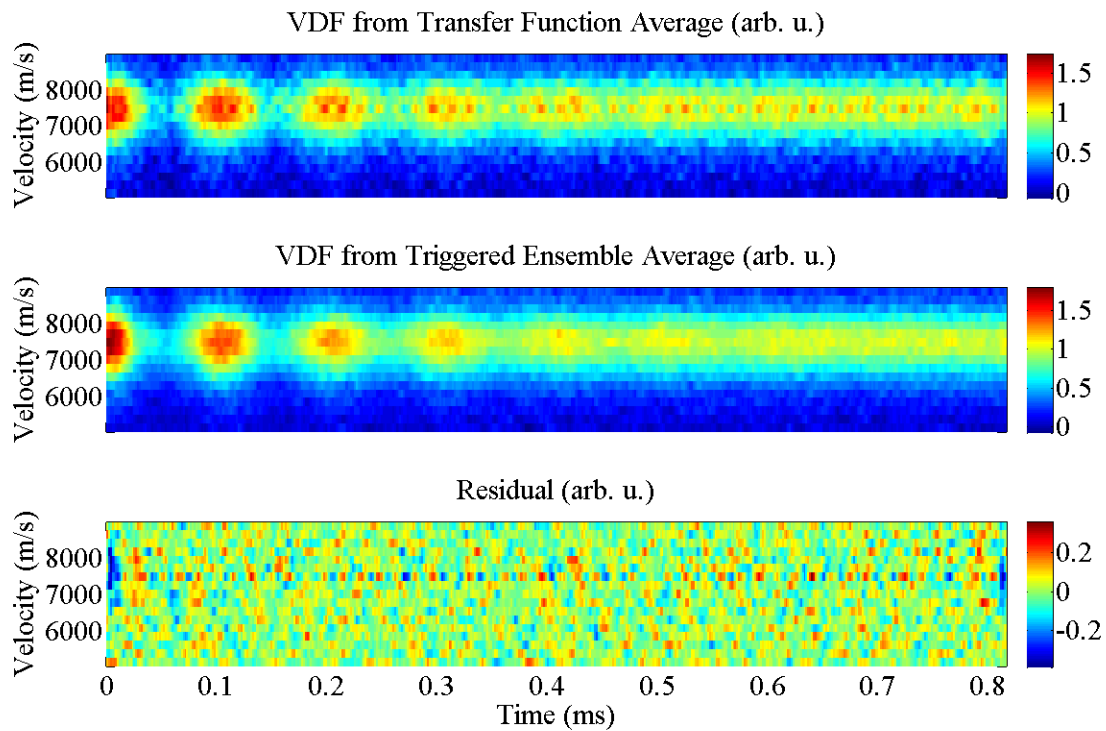 VDF from Transfer Function Average (arb. u.)
Velocity (m/s)
8000
7000
6000
1.5
1
0.5
0
VDF from Triggered Ensemble Average (arb. u.)
Velocity (m/s)
8000
7000
6000
1.5
1
0.5
0
Residual (arb. u.)
Velocity (m/s)
8000
7000
6000
0.2
0
-0.2
0 0.1 0.2 0.3 0.4 0.5 0.6 0.7 0.8
Time (ms)